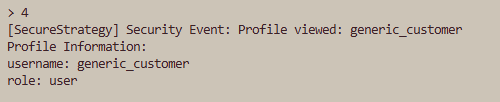 > 4
[SecureStrategy] Security Event: Profile viewed: generic_customer
Profile Information:
username: generic_customer
role: user